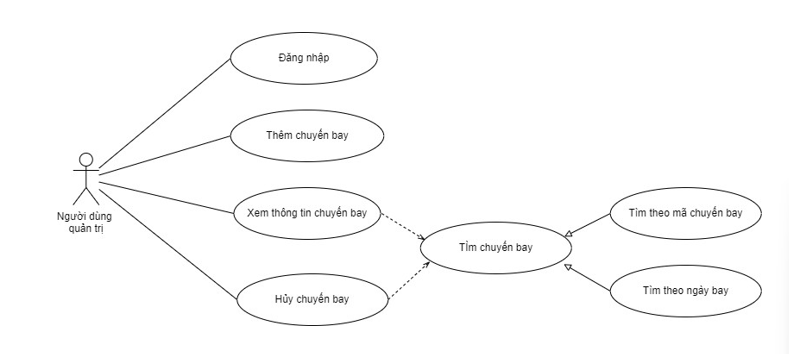 Đăng nhập
Thêm chuyến bay
Người dùng
quản trị
Xem thông tin chuyến bay
Hủy chuyến bay
Tìm chuyến bay
Tìm theo mã chuyến bay
Tìm theo ngày bay